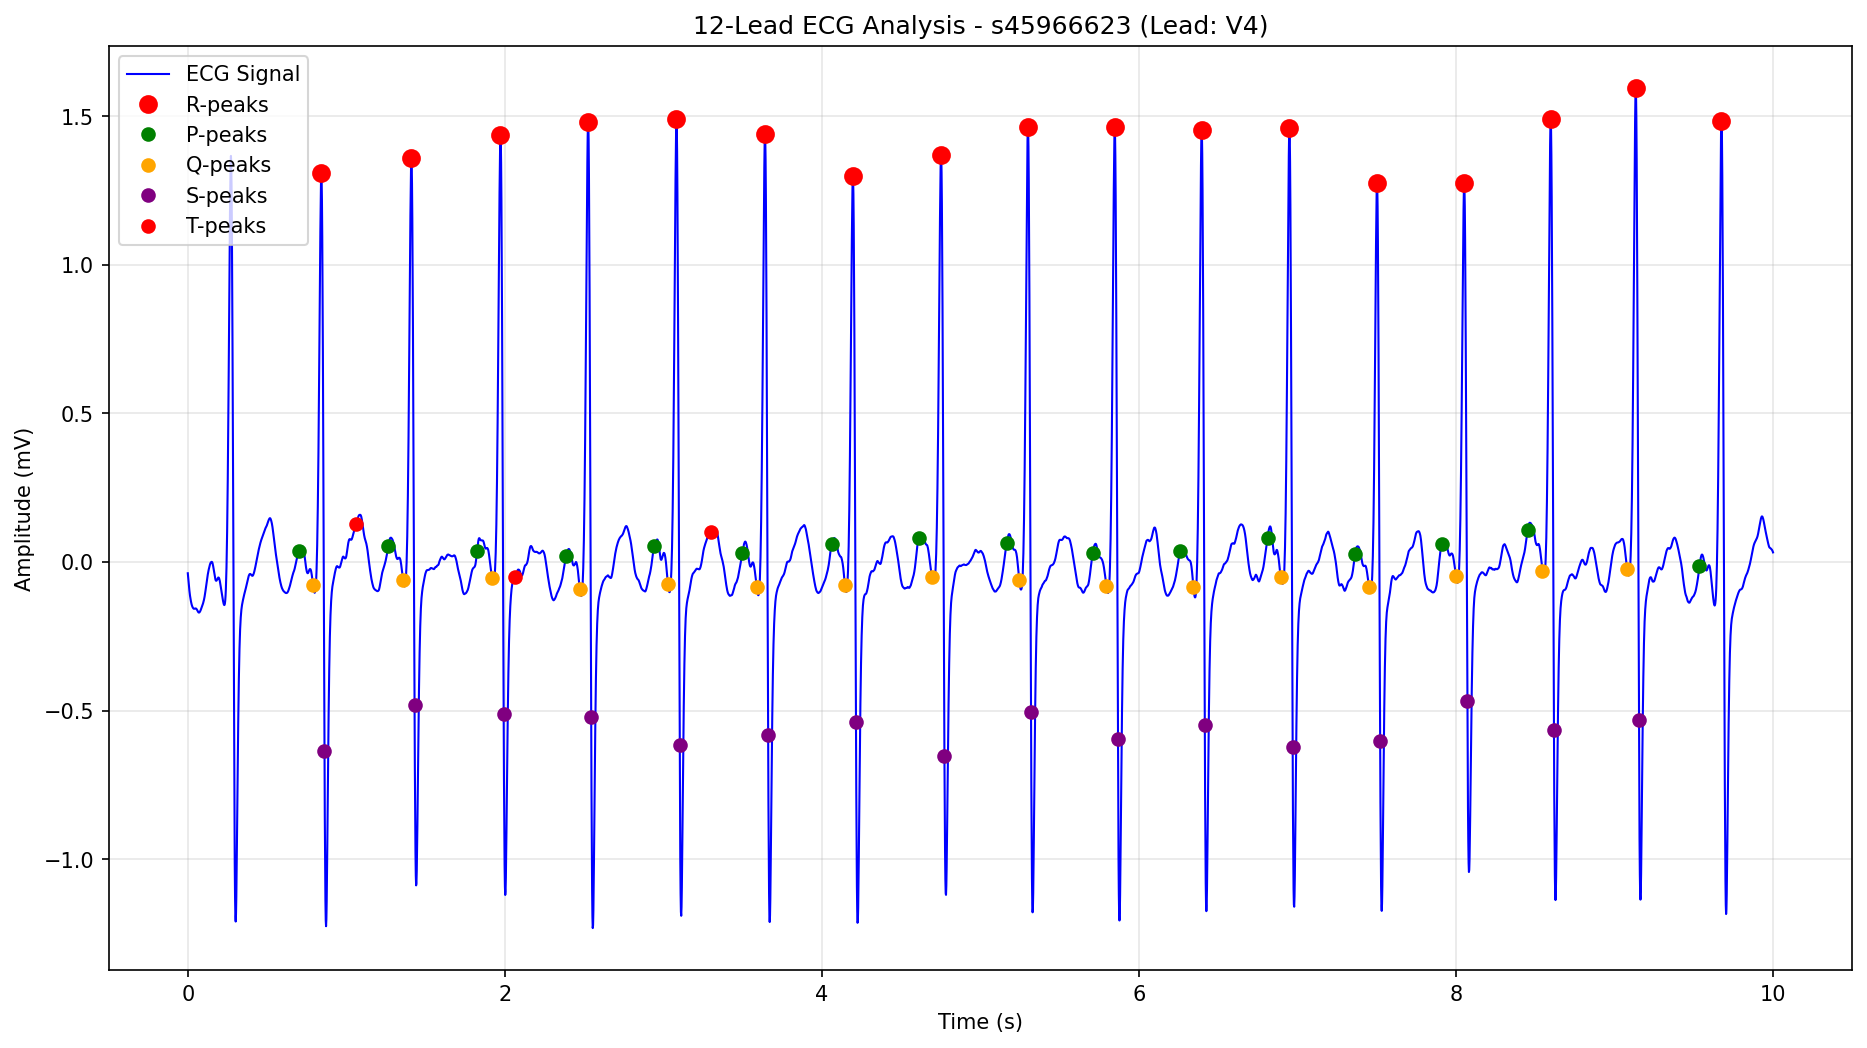 12-Lead ECG Analysis - s45966623 (Lead: V4)
ECG Signal
R-peaks
P-peaks
Q-peaks
S-peaks
T-peaks
Amplitude (mV)
1.5
1.0
0.5
0.0
−0.5
−1.0
0 2 4 6 8 10
Time (s)